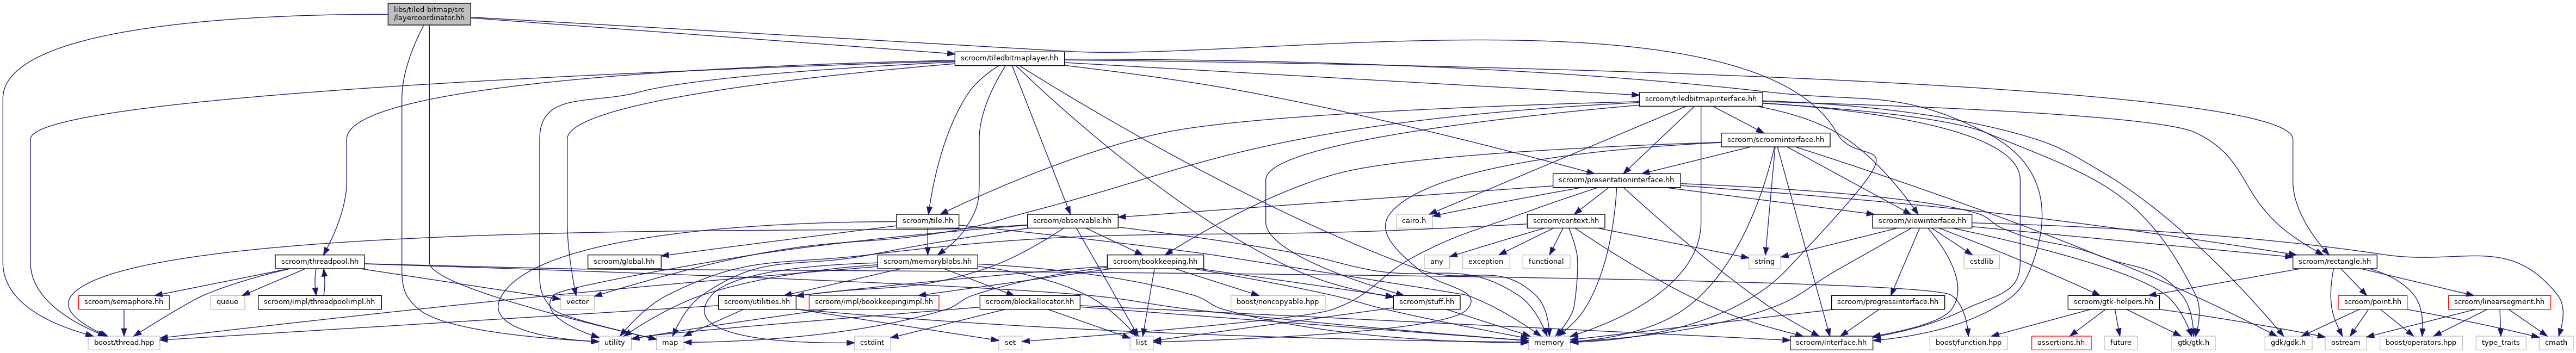 libs/tiled-bitmap/src
/layercoordinator.hh
scroom/tiledbitmaplayer.hh
scroom/tiledbitmapinterface.hh
scroom/scroominterface.hh
scroom/presentationinterface.hh
cairo.h
scroom/tile.hh
scroom/observable.hh
scroom/context.hh
scroom/viewinterface.hh
scroom/threadpool.hh
scroom/global.hh
scroom/memoryblobs.hh
scroom/bookkeeping.hh
any
exception
functional
string
cstdlib
scroom/rectangle.hh
scroom/semaphore.hh
queue
scroom/impl/threadpoolimpl.hh
vector
scroom/utilities.hh
scroom/impl/bookkeepingimpl.hh
scroom/blockallocator.hh
boost/noncopyable.hpp
scroom/stuff.hh
scroom/progressinterface.hh
scroom/gtk-helpers.hh
scroom/point.hh
scroom/linearsegment.hh
boost/thread.hpp
utility
map
cstdint
set
list
memory
scroom/interface.hh
boost/function.hpp
assertions.hh
future
gtk/gtk.h
gdk/gdk.h
ostream
boost/operators.hpp
type_traits
cmath